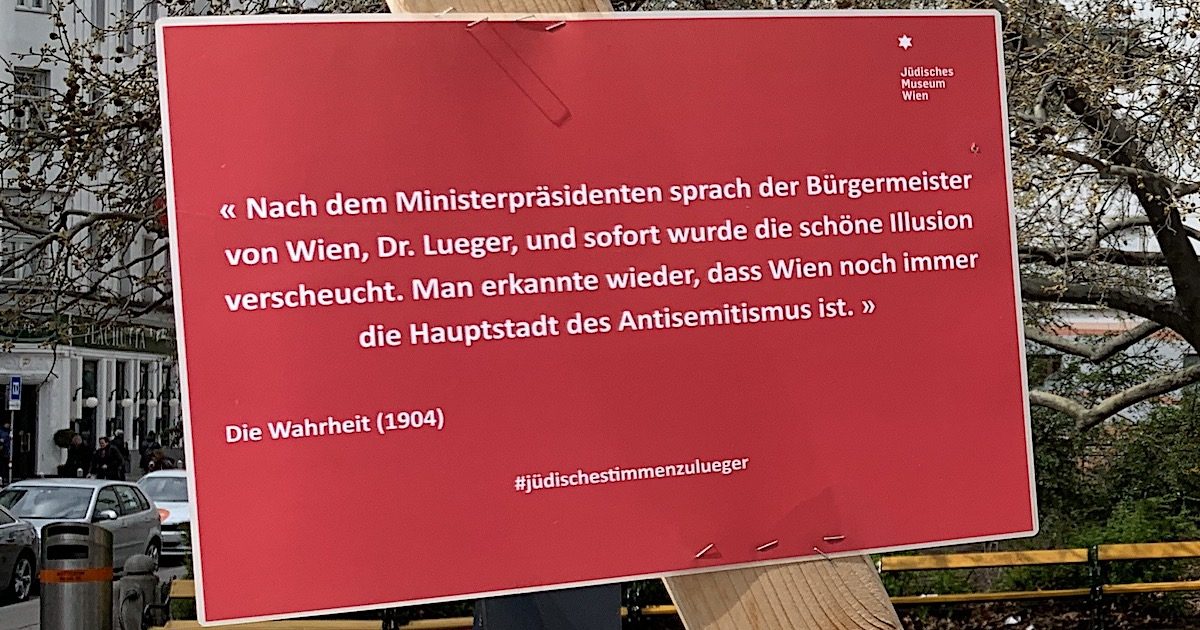 Jüdisches
Museum
Wien
« Nach dem Ministerpräsidenten sprach der Bürgermeister
von Wien, Dr. Lueger, und sofort wurde die schöne Illusion
verscheucht. Man erkannte wieder, dass Wien noch immer
die Hauptstadt des Antisemitismus ist. »
Die Wahrheit (1904)
#jüdischestimmenzulueger
PLACHUTTA